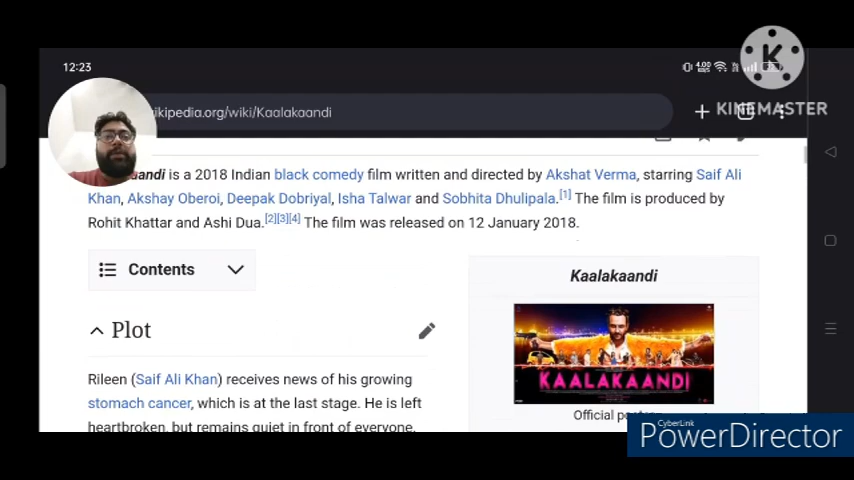 12:23
4.00
K
KINEMASTER
ikipedia.org/wiki/Kaalakaandi
andi is a 2018 Indian black comedy film written and directed by Akshat Verma, starring Saif Ali
Khan, Akshay Oberoi, Deepak Dobriyal, Isha Talwar and Sobhita Dhulipala.[1] The film is produced by
Rohit Khattar and Ashi Dua.[2][3][4] The film was released on 12 January 2018.
Contents
Kaalakaandi
Plot
KAALAKAANDI
Rileen (Saif Ali Khan) receives news of his growing
stomach cancer, which is at the last stage. He is left
heartbroken, but remains quiet in front of everyone.
Official
CyberLink
PowerDirector